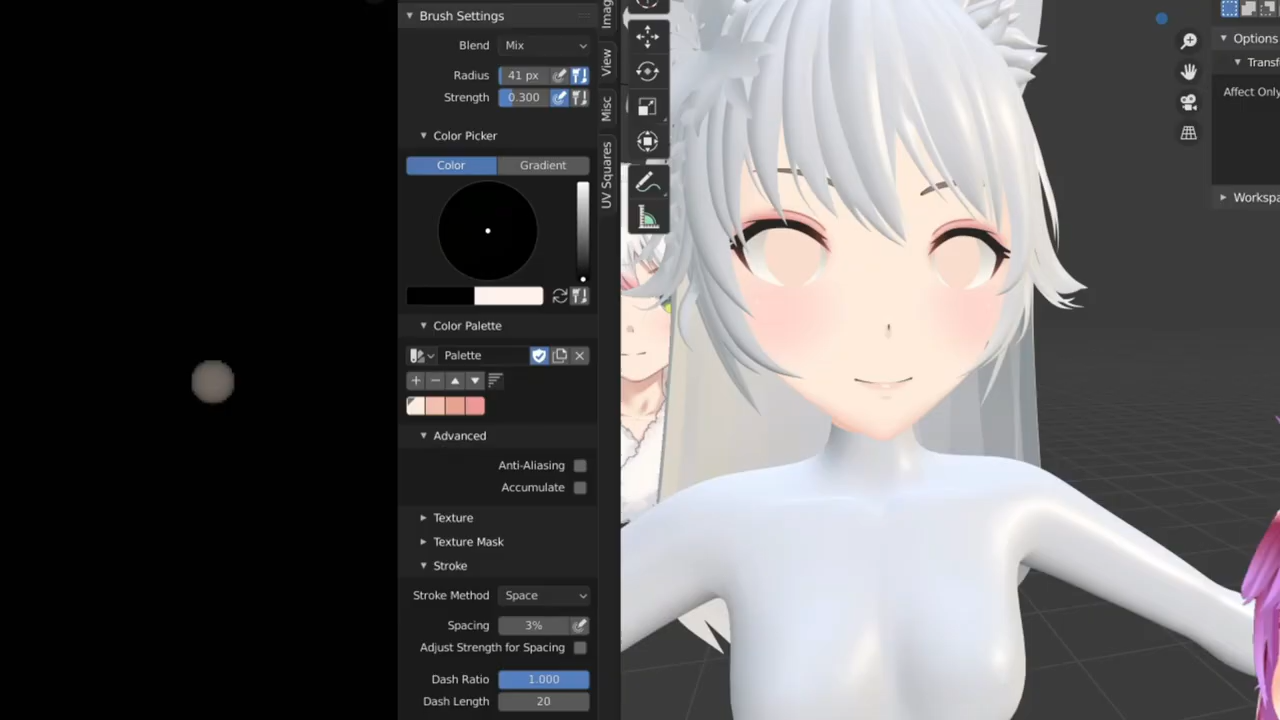 Brush Settings
Blend Mix
Radius 41 px
Strength 0.300
Color Picker
Color Gradient
Color Palette
Palette
Advanced
Anti-Aliasing
Accumulate
Texture
Texture Mask
Stroke
Stroke Method Space
Spacing 3%
Adjust Strength for Spacing
Dash Ratio 1.000
Dash Length 20
Imag
View
Misc
UV Squares
Options
Transf
Affect Only
Workspa